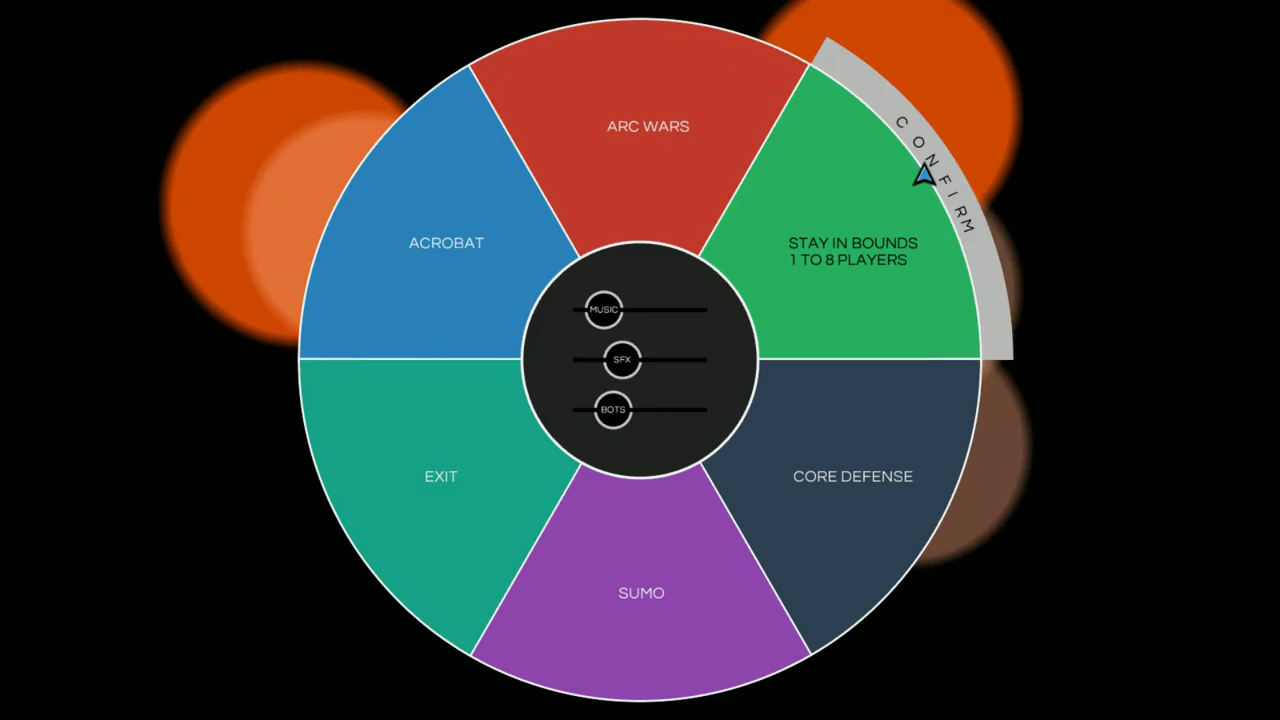 ARC WARS
CONFIRM
ACROBAT
STAY IN BOUNDS
1 TO 8 PLAYERS
MUSIC
SFX
BOTS
EXIT
CORE DEFENSE
SUMO